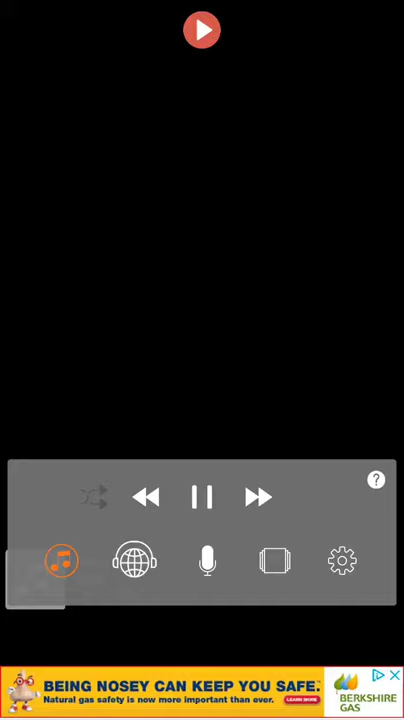 ?
BEING NOSEY CAN KEEP YOU SAFE.™
Natural gas safety is now more important than ever.
LEARN MORE
BERKSHIRE
GAS